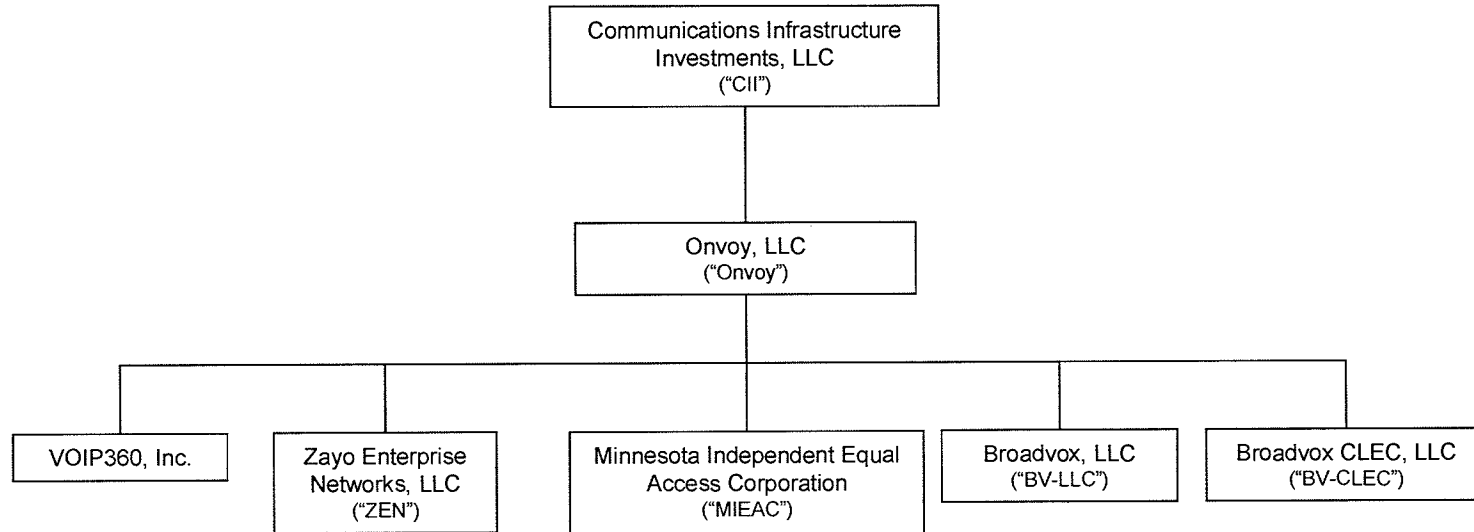 Communications Infrastructure
Investments, LLC
(“CII”)
Onvoy, LLC
(“Onvoy”)
VOIP360, Inc.
Zayo Enterprise
Networks, LLC
(“ZEN”)
Minnesota Independent Equal
Access Corporation
(“MIEAC”)
Broadvox, LLC
(“BV-LLC”)
Broadvox CLEC, LLC
(“BV-CLEC”)